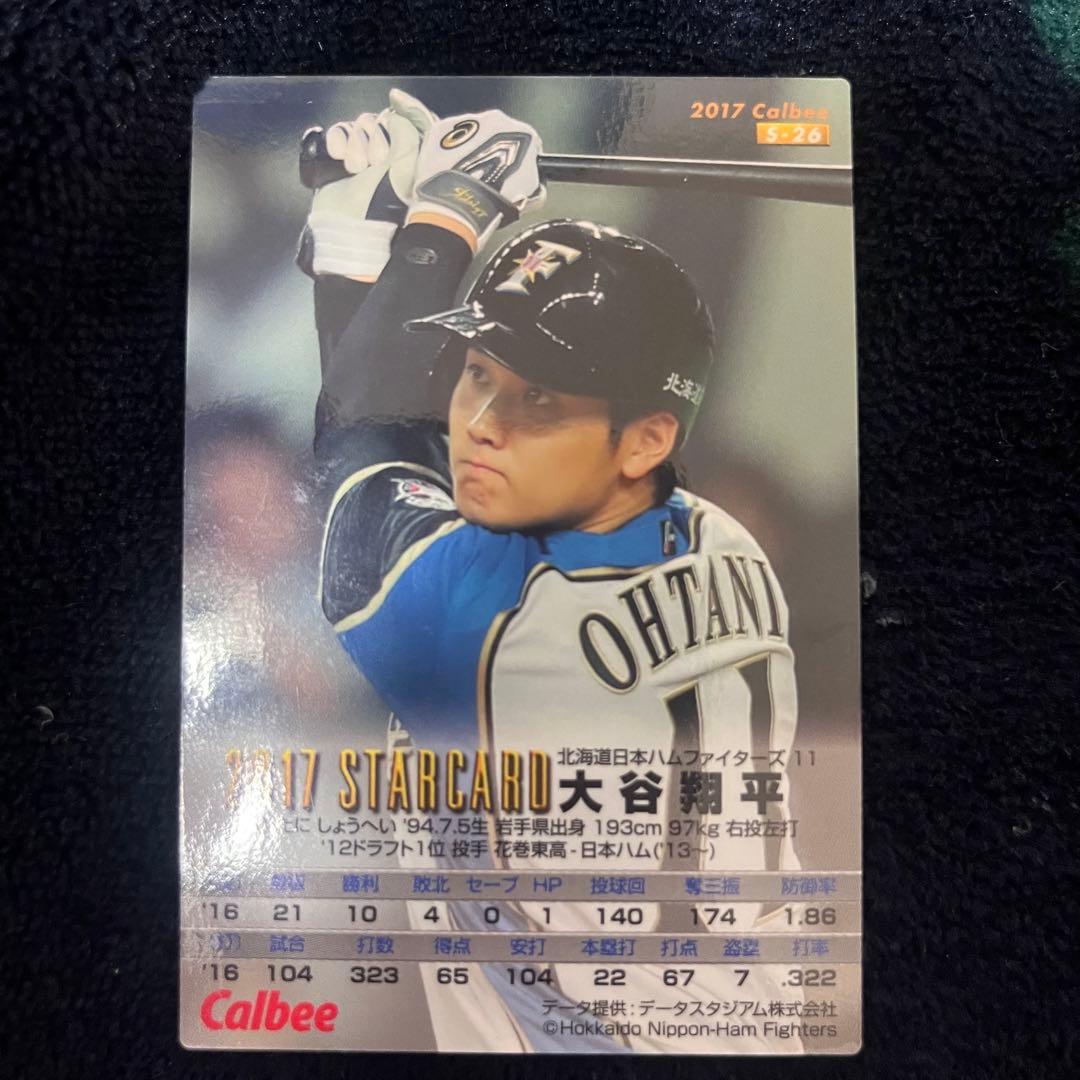 2017 Calbee
S-26
北海道
OHTANI
11
2017 STARCARD
北海道日本ハムファイターズ 11
大谷翔平
しょうへい '94.7.5生 岩手県出身 193cm 97kg 右投左打
'12ドラフト1位 投手 花巻東高-日本ハム('13〜)
登板 勝利 敗北 セーブ HP 投球回 奪三振 防御率
'16 21 10 4 0 1 140 174 1.86
試合 打数 得点 安打 本塁打 打点 盗塁 打率
'16 104 323 65 104 22 67 7 .322
Calbee
データ提供:データスタジアム株式会社
©Hokkaido Nippon-Ham Fighters